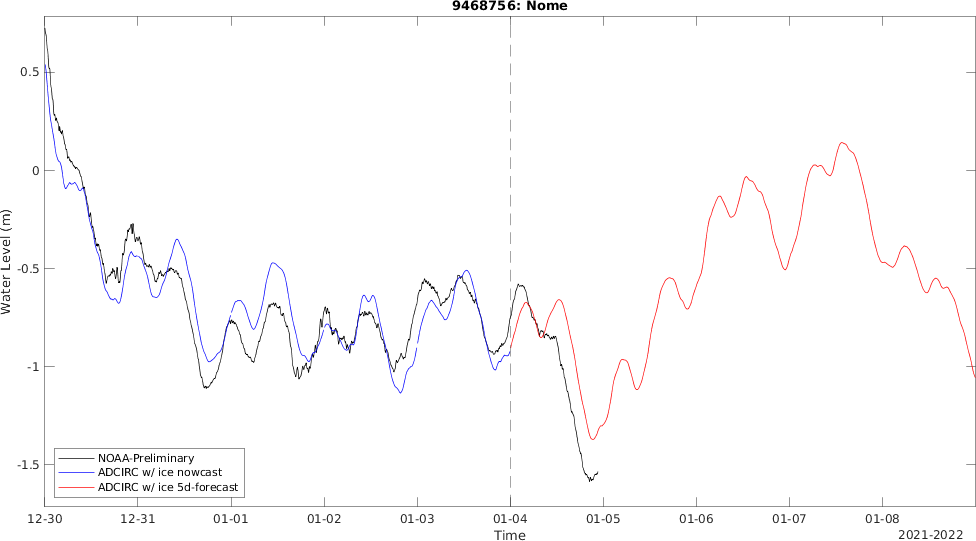 9468756: Nome
Water Level (m)
0.5
0
-0.5
-1
-1.5
NOAA-Preliminary
ADCIRC w/ ice nowcast
ADCIRC w/ ice 5d-forecast
12-30 12-31 01-01 01-02 01-03 01-04 01-05 01-06 01-07 01-08
Time
2021-2022